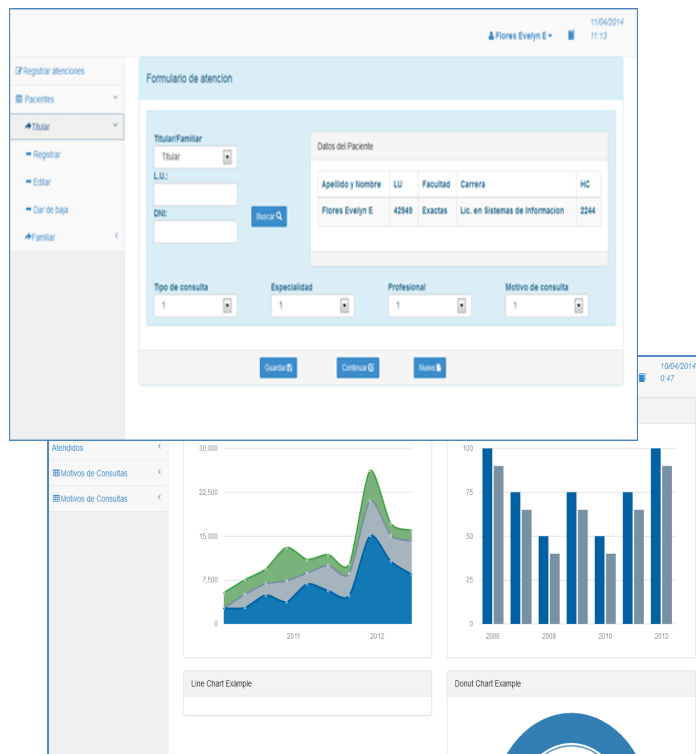 11/04/2014
Flores Evelyn E
11:13
Registrar atenciones
Pacientes
Titular
Registrar
Editar
Dar de baja
Familiar
Formulario de atencion
Titular/Familiar
Titular
L.U.:
DNI:
Buscar
Datos del Paciente
Apellido y Nombre LU Facultad Carrera HC
Flores Evelyn E 42949 Exactas Lic. en Sistemas de Informacion 2244
Tipo de consulta Especialidad Profesional Motivo de consulta
1 1 1 1
Guardar Continuar Nuevo
10/04/2014
0:47
Atendidos
Motivos de Consultas
Motivos de Consultas
30,000
22,500
15,000
7,500
0
2011 2012
100
75
50
25
0
2006 2008 2010 2012
Line Chart Example
Donut Chart Example